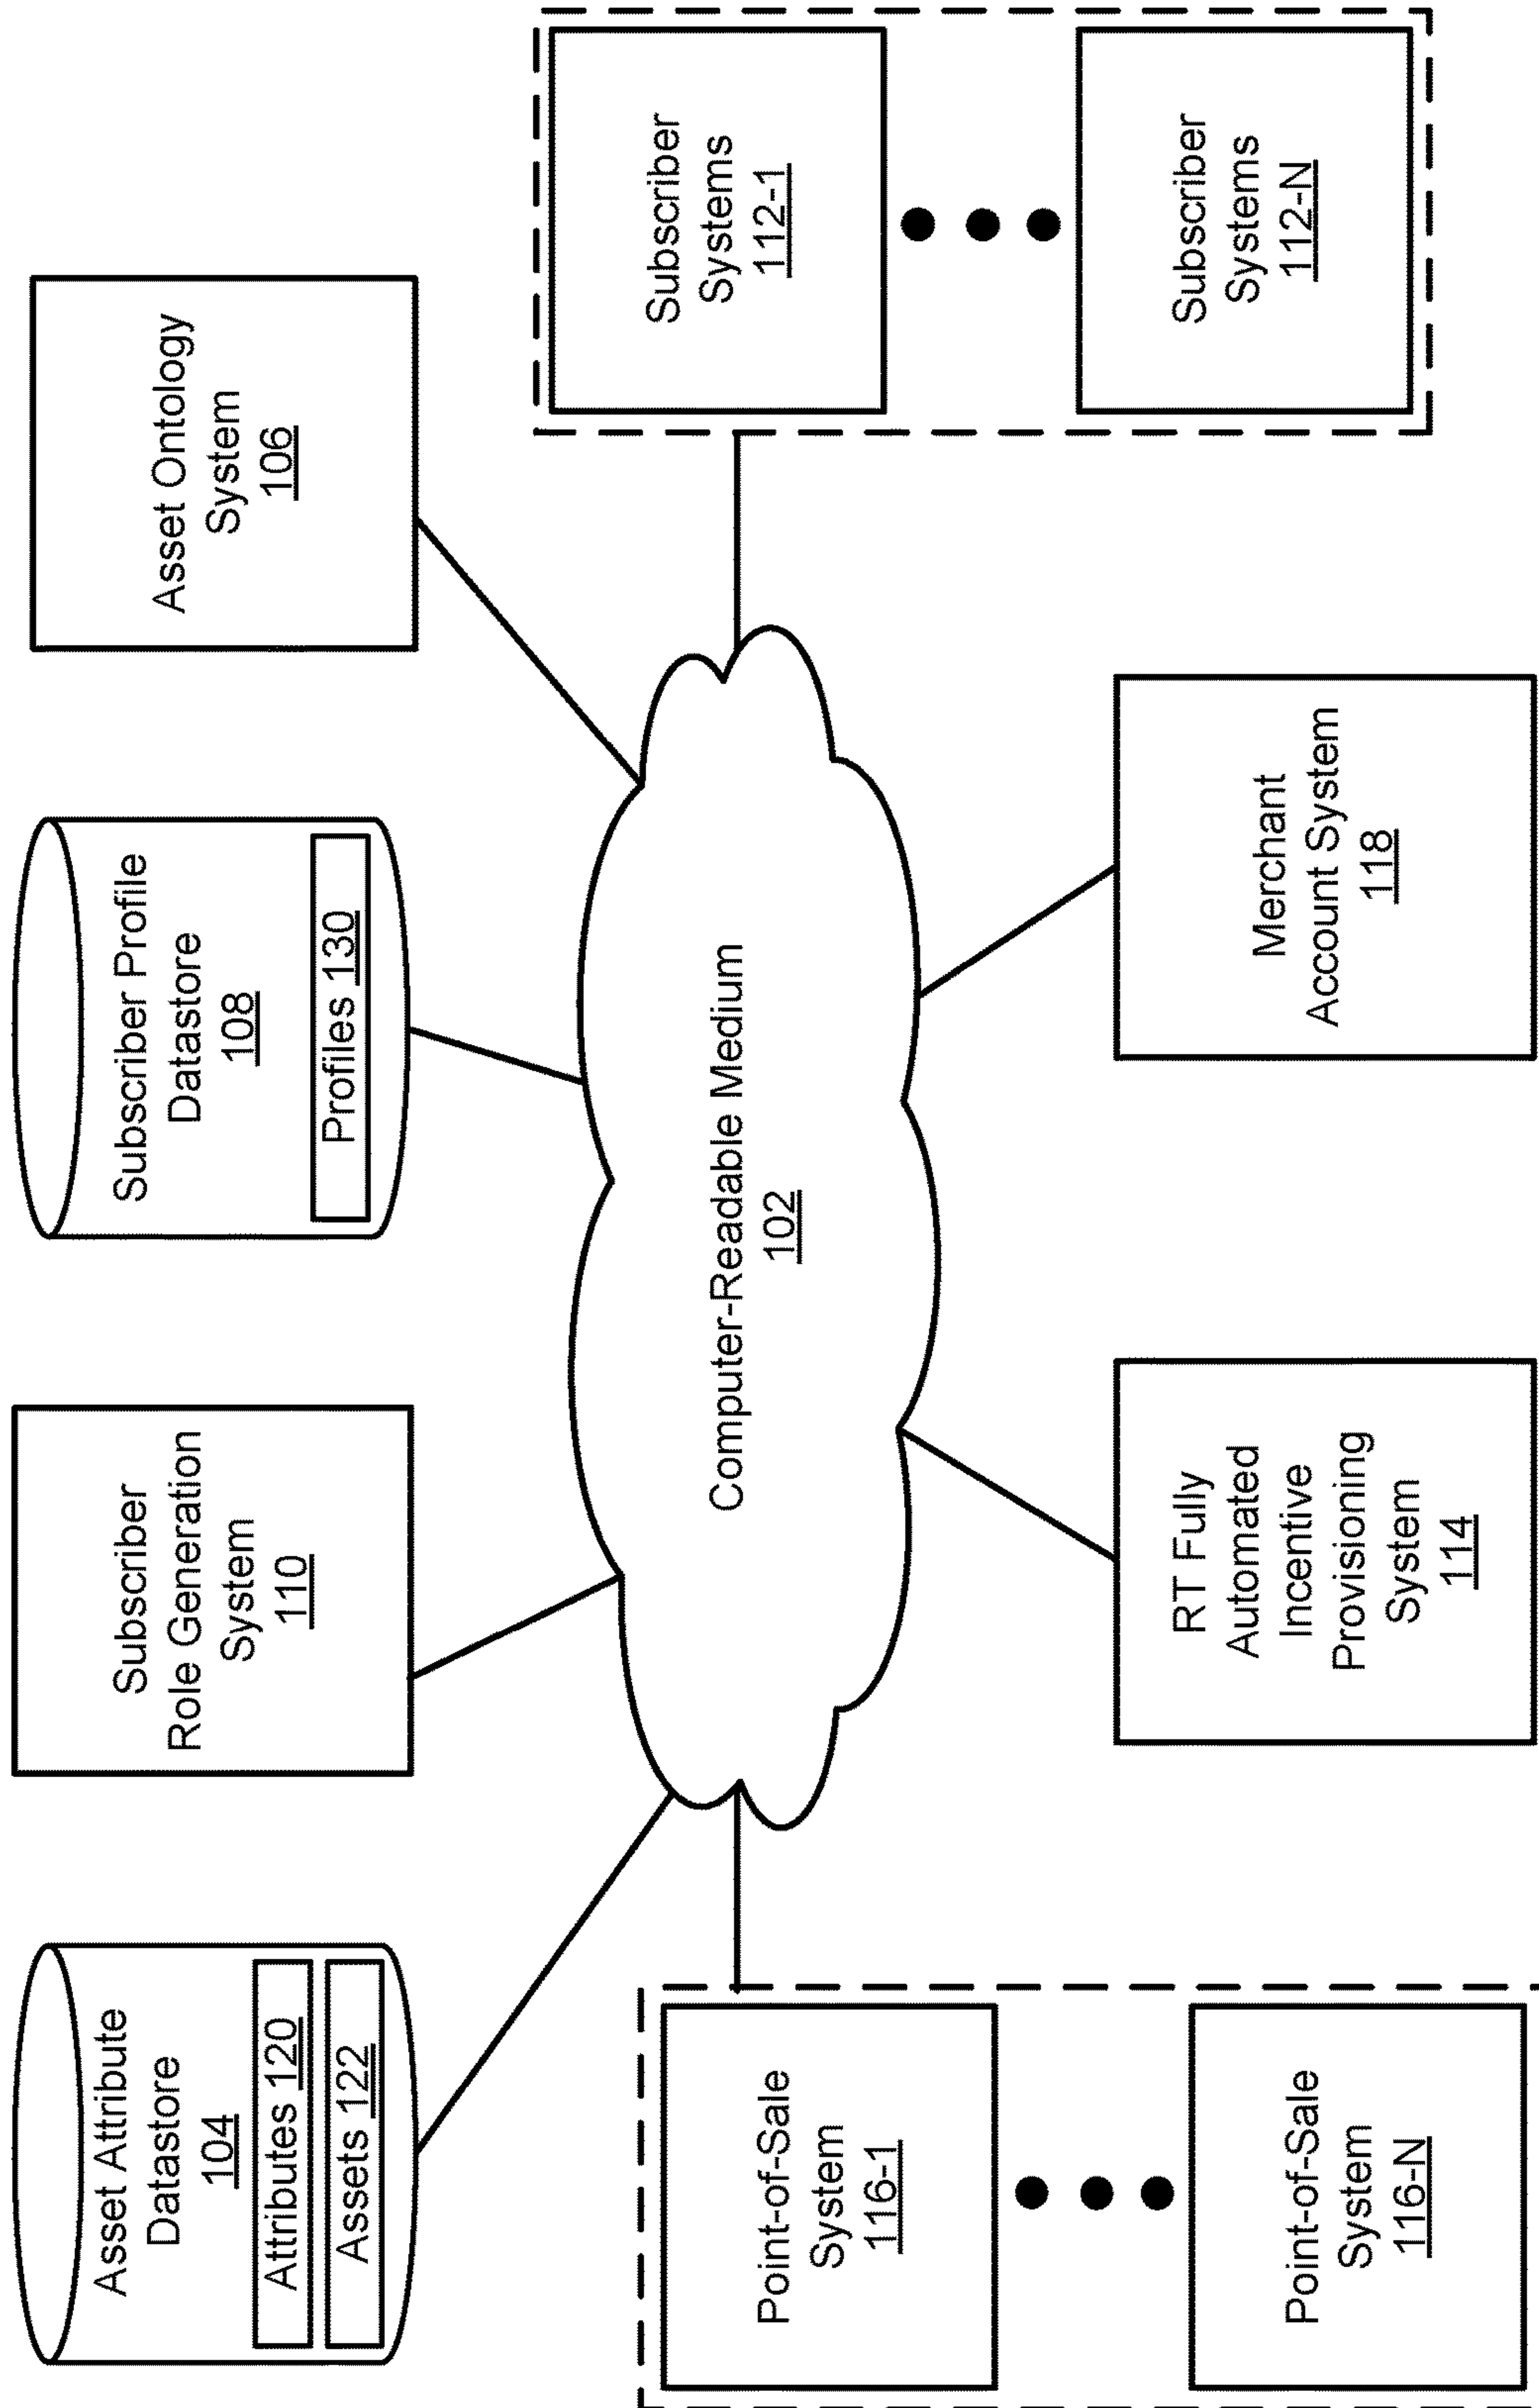 Asset Attribute
Datastore
104
Attributes 120
Assets 122
Subscriber
Role Generation
System
110
Subscriber Profile
Datastore
108
Profiles 130
Asset Ontology
System
106
Computer-Readable Medium
102
Point-of-Sale
System
116-1
Point-of-Sale
System
116-N
RT Fully
Automated
Incentive
Provisioning
System
114
Merchant
Account System
118
Subscriber
Systems
112-1
Subscriber
Systems
112-N